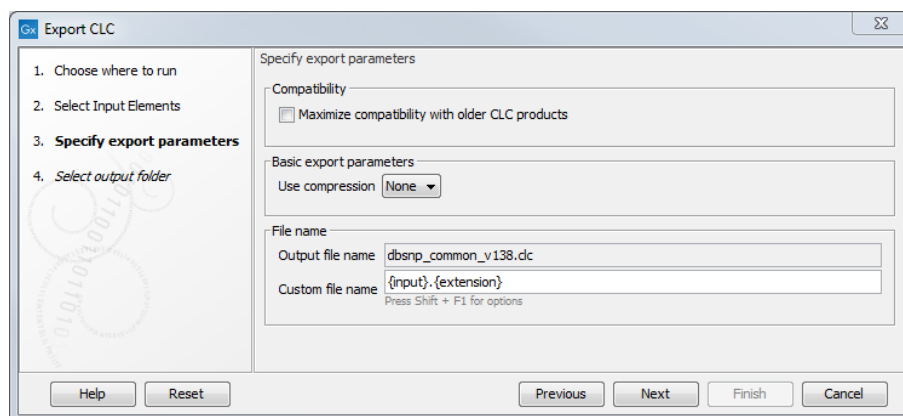 Gx Export CLC
1. Choose where to run
2. Select Input Elements
3. Specify export parameters
4. Select output folder
Specify export parameters
Compatibility
Maximize compatibility with older CLC products
Basic export parameters
Use compression None
File name
Output file name dbsnp_common_v138.clc
Custom file name {input}.{extension}
Press Shift + F1 for options
Help Reset Previous Next Finish Cancel